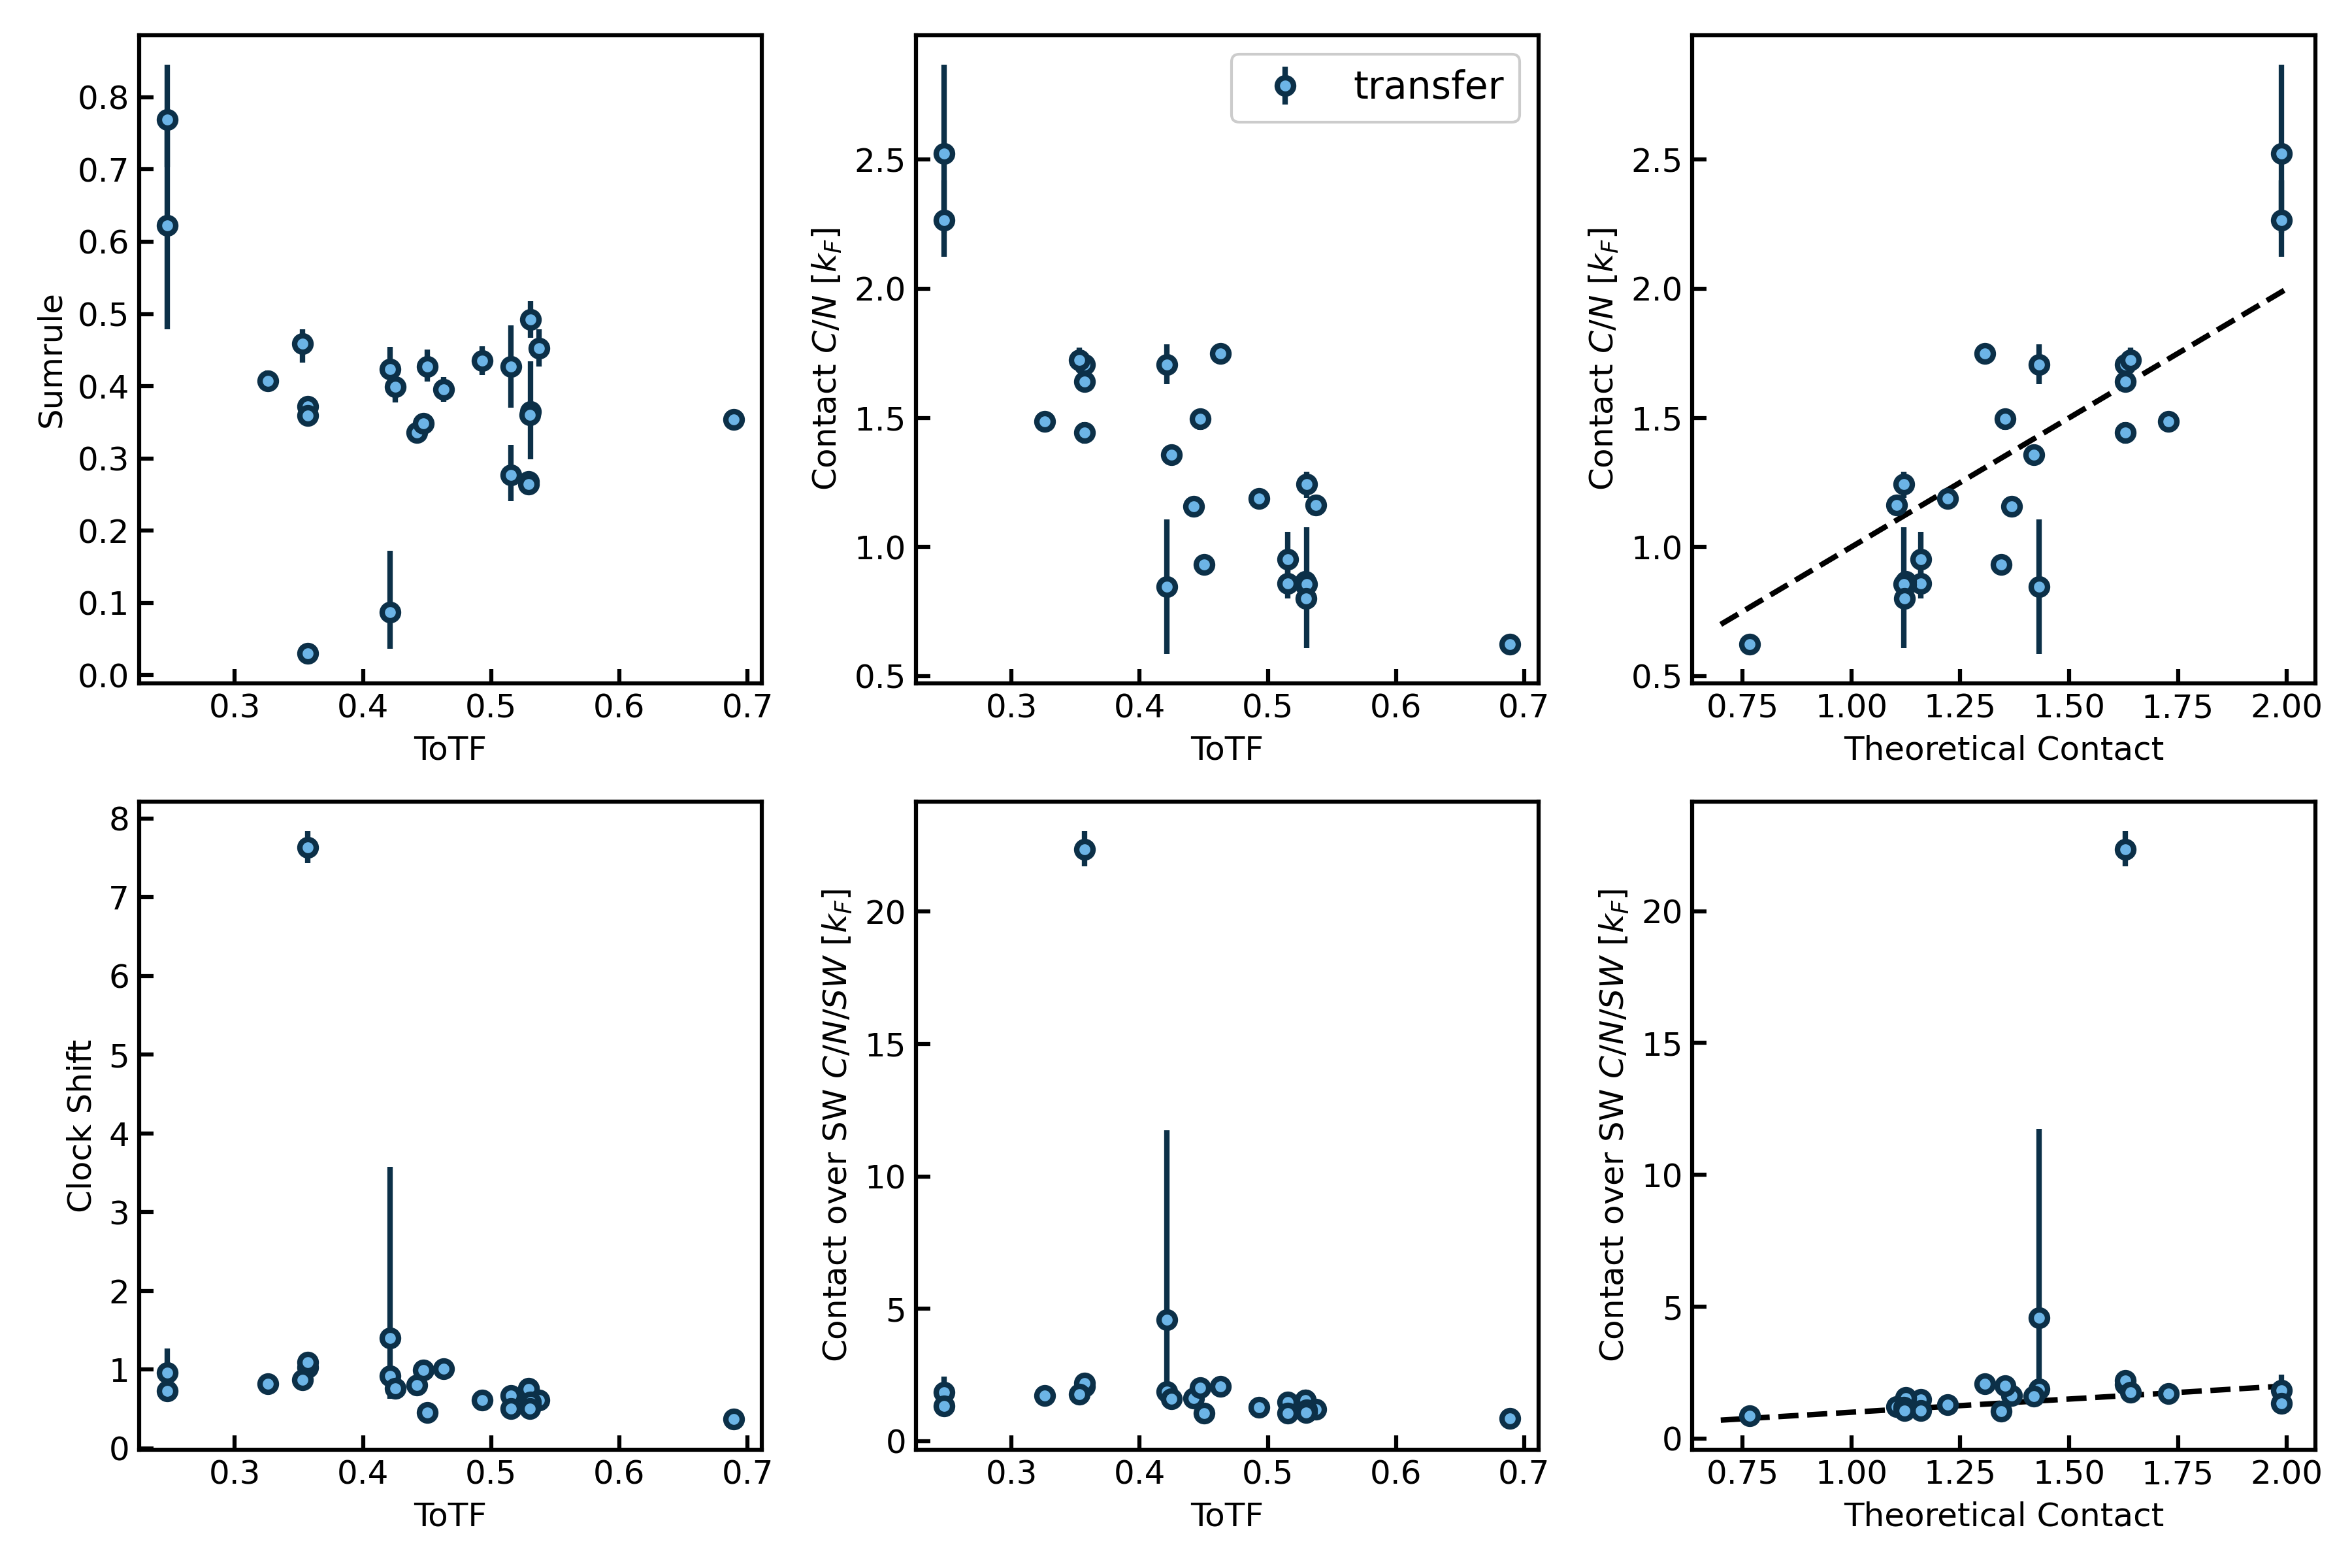 Sumrule
0.8
0.7
0.6
0.5
0.4
0.3
0.2
0.1
0.0
0.3 0.4 0.5 0.6 0.7
ToTF
Contact C/N [k_F]
2.5
2.0
1.5
1.0
0.5
transfer
0.3 0.4 0.5 0.6 0.7
ToTF
Contact C/N [k_F]
2.5
2.0
1.5
1.0
0.5
0.75 1.00 1.25 1.50 1.75 2.00
Theoretical Contact
Clock Shift
8
7
6
5
4
3
2
1
0
0.3 0.4 0.5 0.6 0.7
ToTF
Contact over SW C/N/SW [k_F]
20
15
10
5
0
0.3 0.4 0.5 0.6 0.7
ToTF
Contact over SW C/N/SW [k_F]
20
15
10
5
0
0.75 1.00 1.25 1.50 1.75 2.00
Theoretical Contact